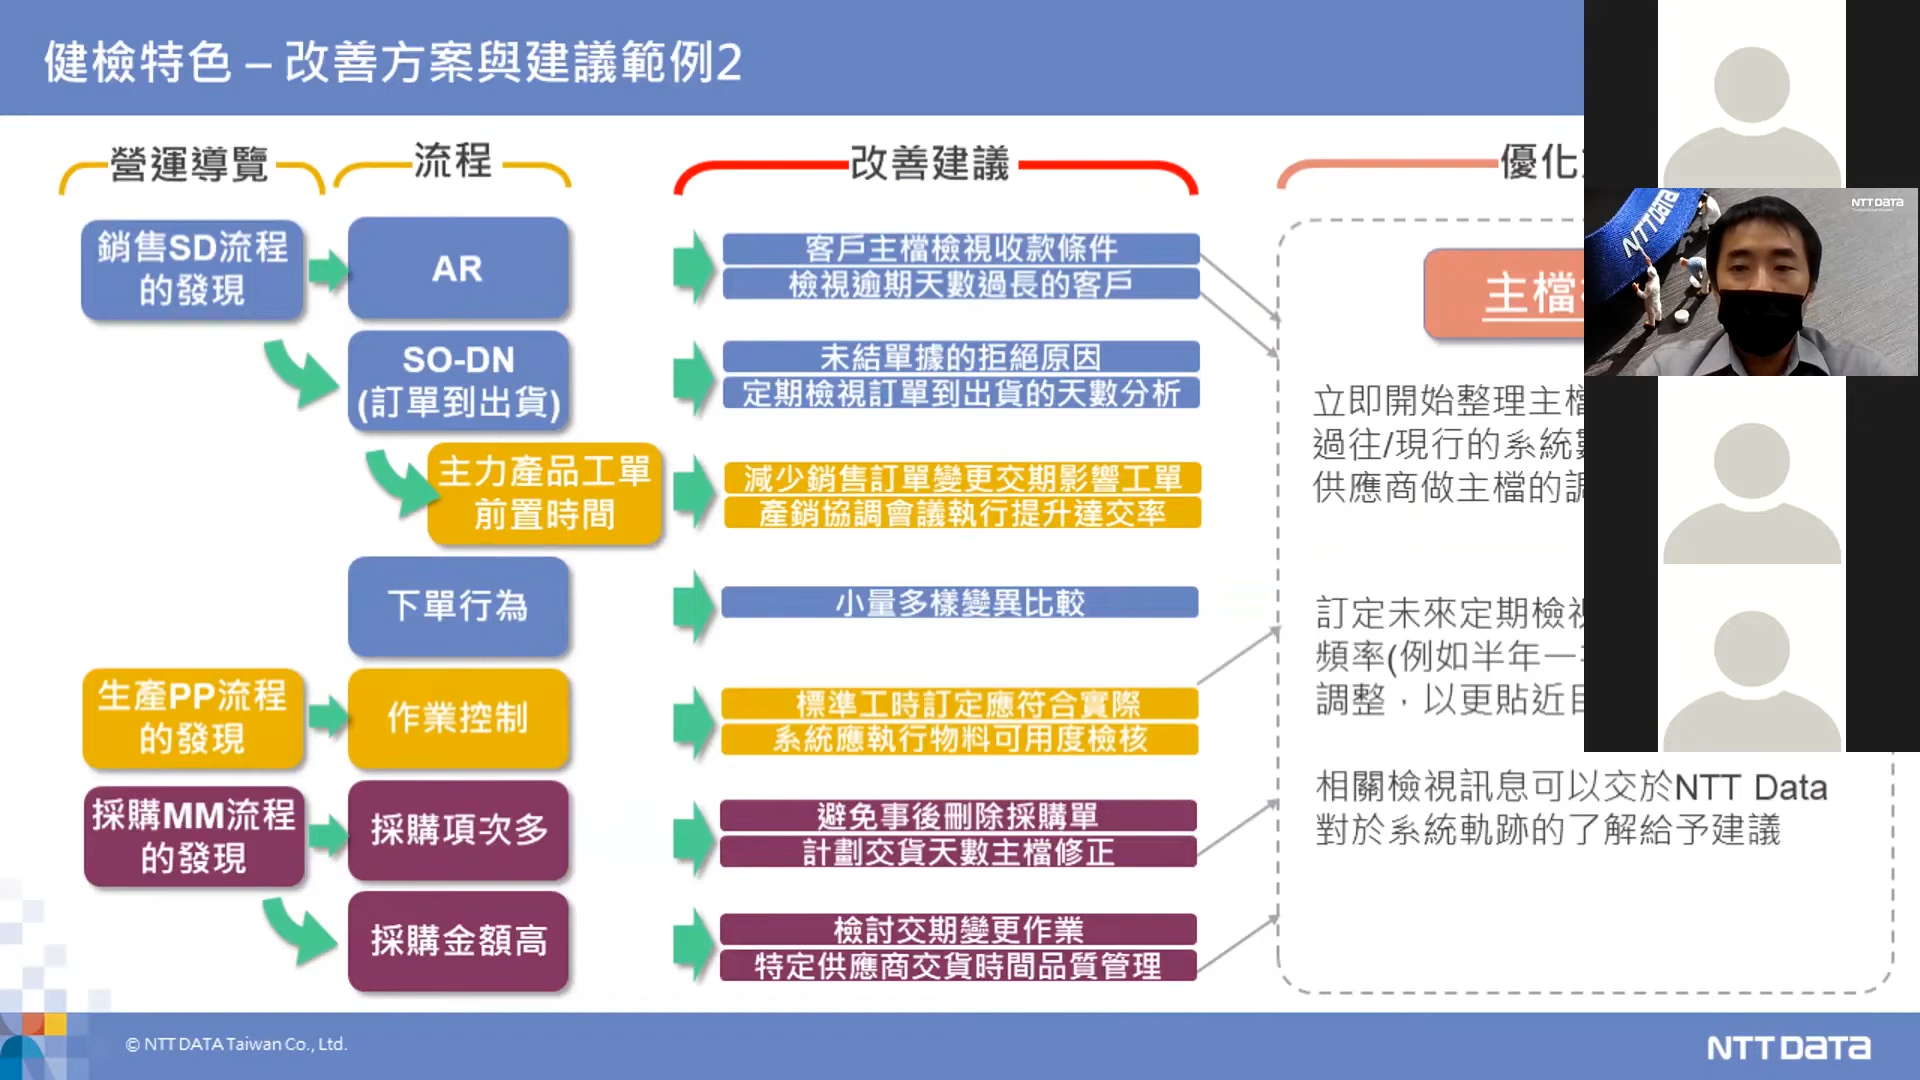 健檢特色 – 改善方案與建議範例2
營運導覽
流程
改善建議
優化
銷售SD流程
的發現
AR
客戶主檔檢視收款條件
檢視逾期天數過長的客戶
主檔
NTT DATA
NTT DATA
SO-DN
(訂單到出貨)
未結單據的拒絕原因
定期檢視訂單到出貨的天數分析
立即開始整理主檔
過往/現行的系統
供應商做主檔的
主力產品工單
前置時間
減少銷售訂單變更交期影響工單
產銷協調會議執行提升達交率
下單行為
小量多樣變異比較
訂定未來定期檢視
頻率(例如半年一
調整，以更貼近
生產PP流程
的發現
作業控制
標準工時訂定應符合實際
系統應執行物料可用度檢核
採購MM流程
的發現
採購項次多
避免事後刪除採購單
計劃交貨天數主檔修正
相關檢視訊息可以交於NTT Data
對於系統軌跡的了解給予建議
採購金額高
檢討交期變更作業
特定供應商交貨時間品質管理
© NTT DATA Taiwan Co., Ltd.
NTT DATA